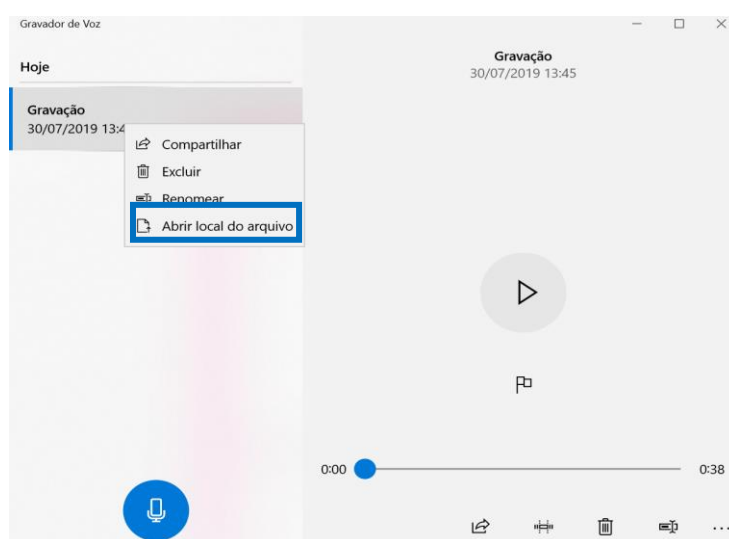 Gravador de Voz
Hoje
Gravação
30/07/2019 13:4
Compartilhar
Excluir
Renomear
Abrir local do arquivo
Gravação
30/07/2019 13:45
0:00
0:38